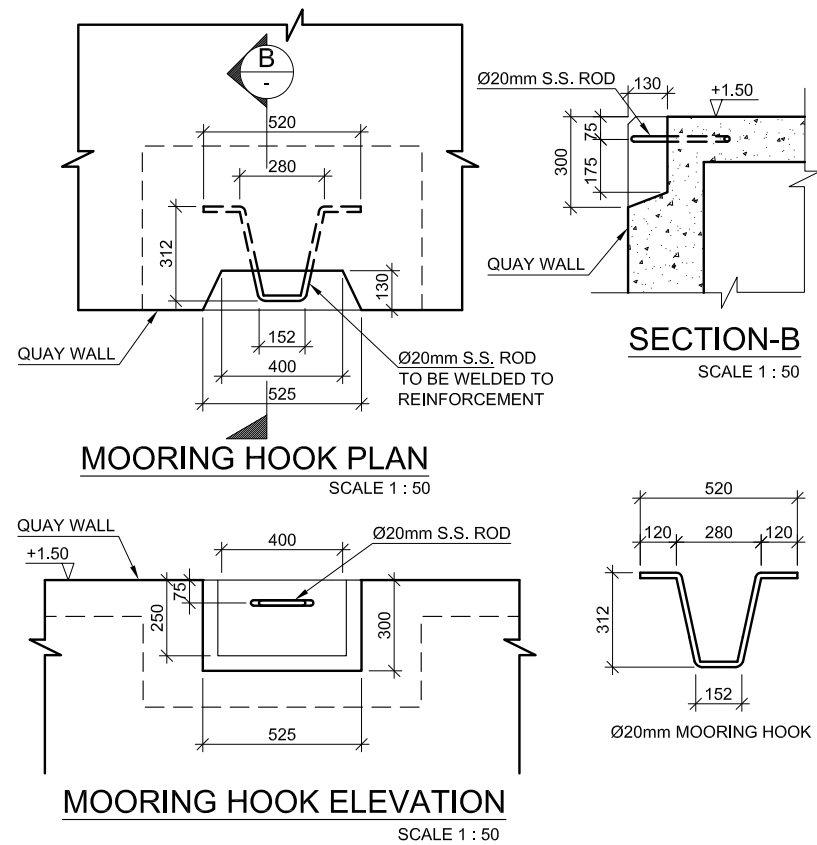 B
-
520
280
312
130
152
400
525
QUAY WALL
Ø20mm S.S. ROD
TO BE WELDED TO
REINFORCEMENT
MOORING HOOK PLAN
SCALE 1 : 50
Ø20mm S.S. ROD
130
+1.50
75
300
175
QUAY WALL
SECTION-B
SCALE 1 : 50
QUAY WALL
+1.50
400
Ø20mm S.S. ROD
75
250
300
525
MOORING HOOK ELEVATION
SCALE 1 : 50
520
120
280
120
312
152
Ø20mm MOORING HOOK